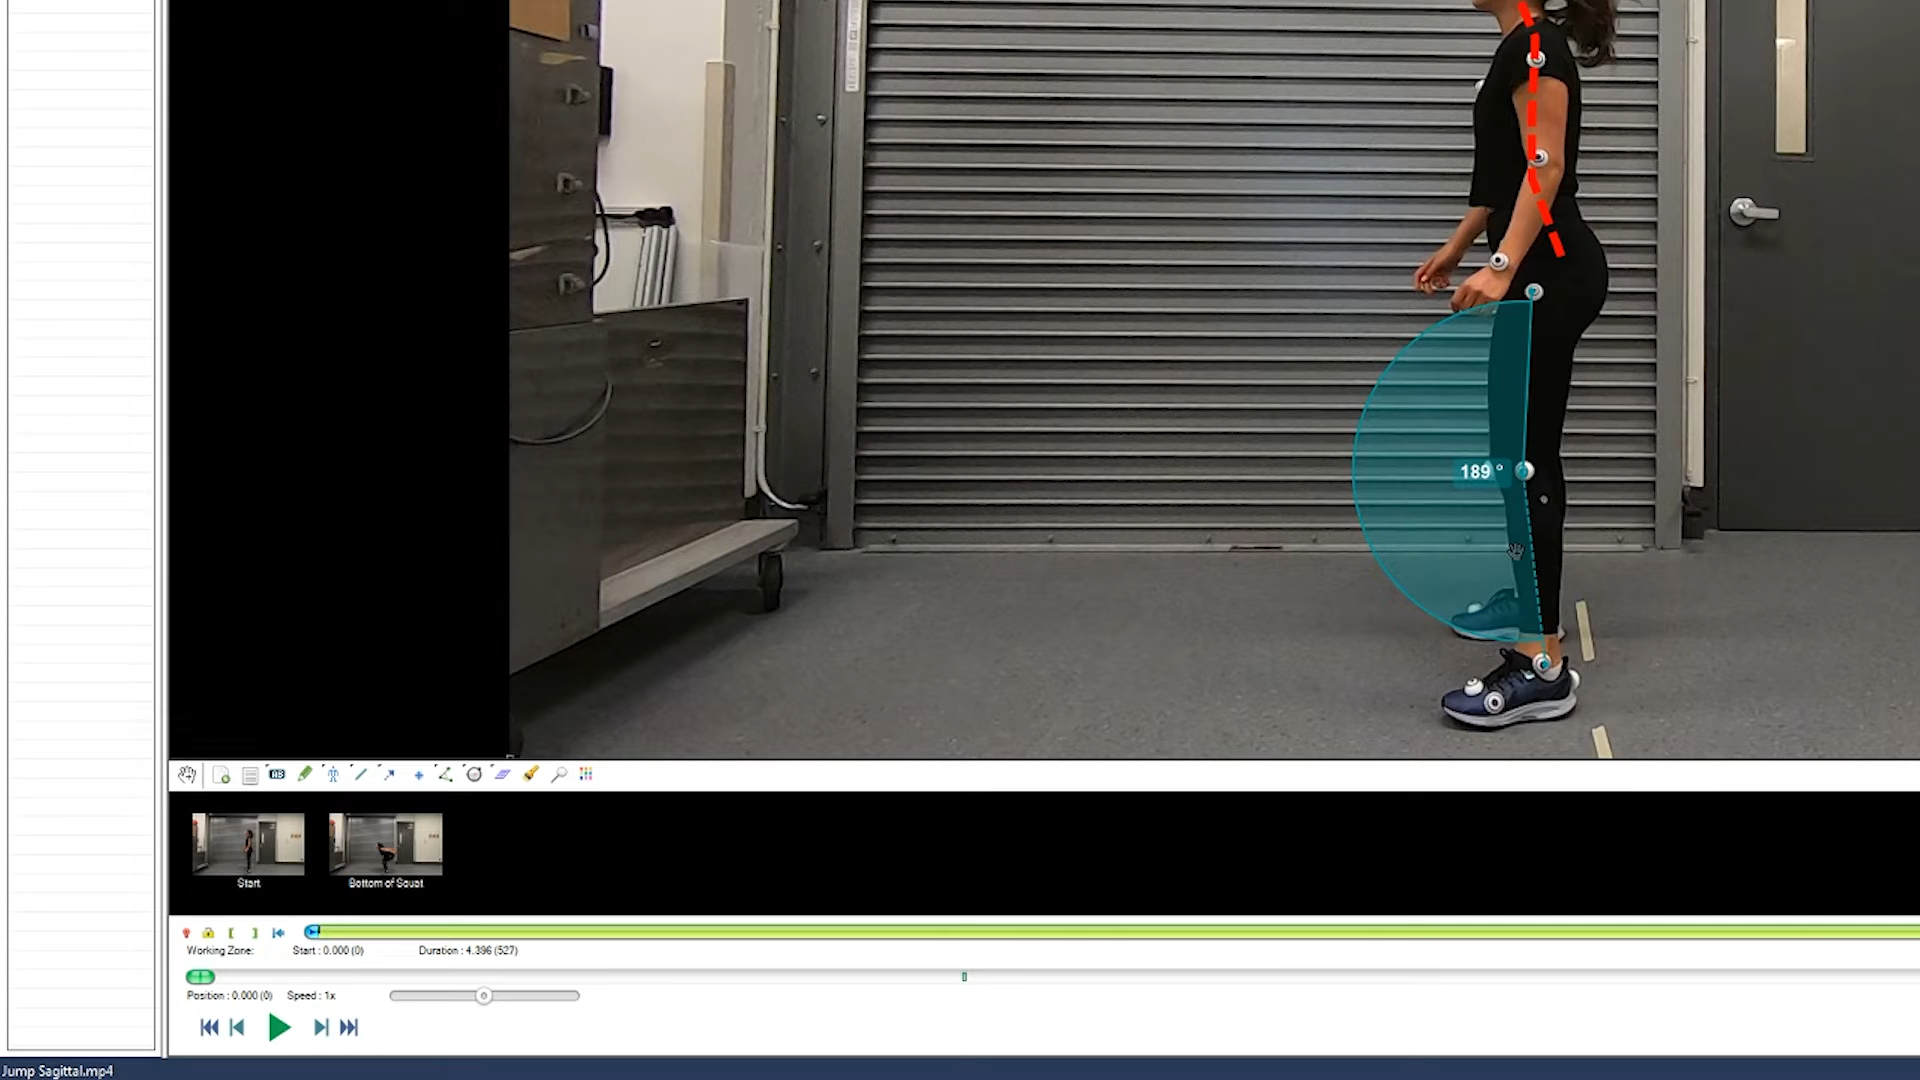 189 °
AB
Start
Bottom of Squat
Working Zone:
Start : 0.000 (0)
Duration : 4.396 (527)
Position : 0.000 (0)
Speed : 1x
Jump Sagittal.mp4